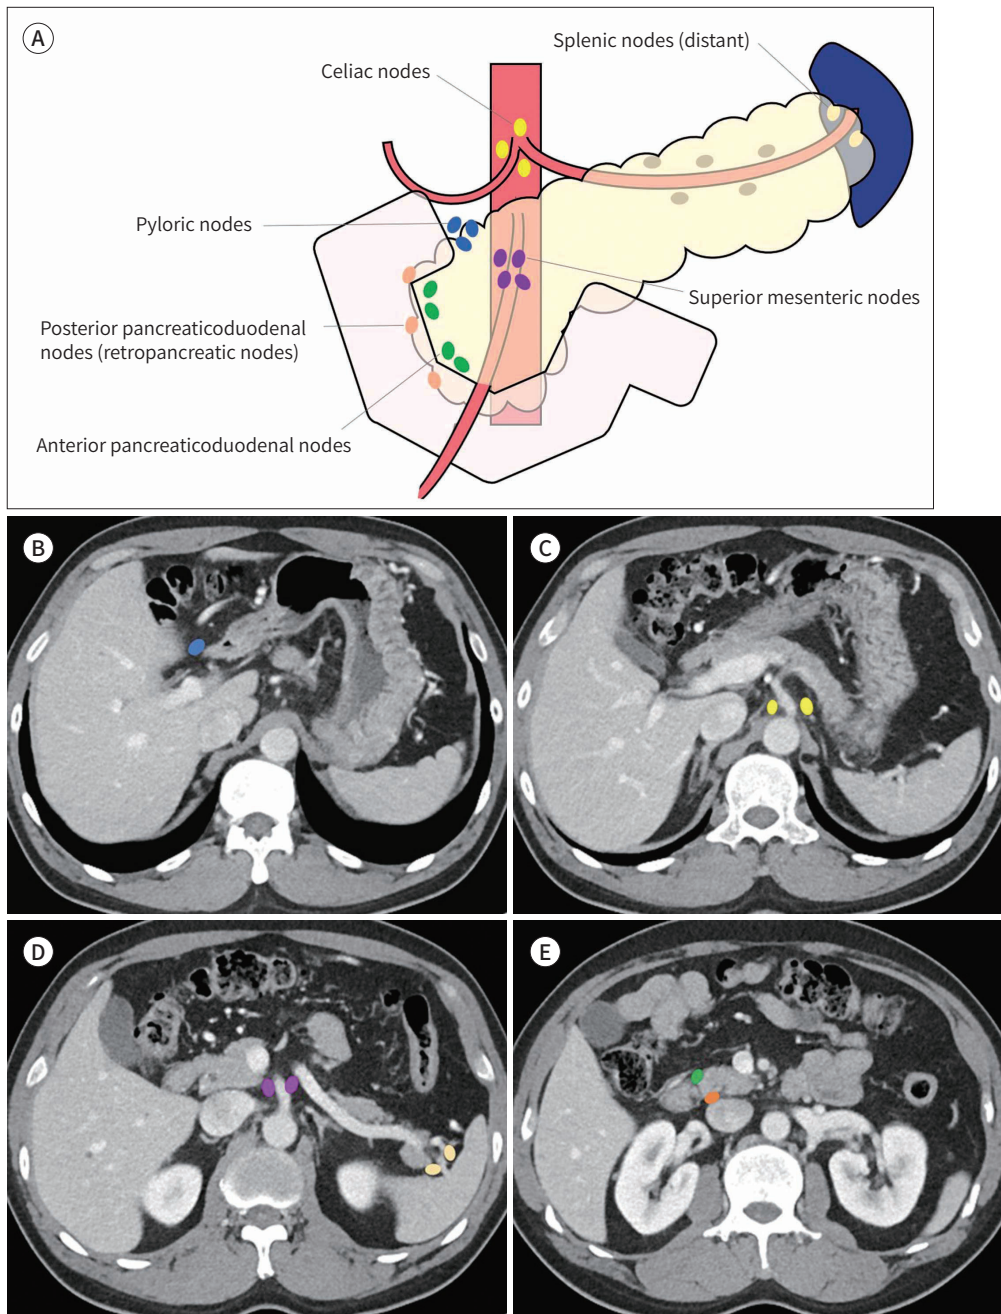 A
Splenic nodes (distant)
Celiac nodes
Pyloric nodes
Superior mesenteric nodes
Posterior pancreaticoduodenal
nodes (retropancreatic nodes)
Anterior pancreaticoduodenal nodes
B
C
D
E